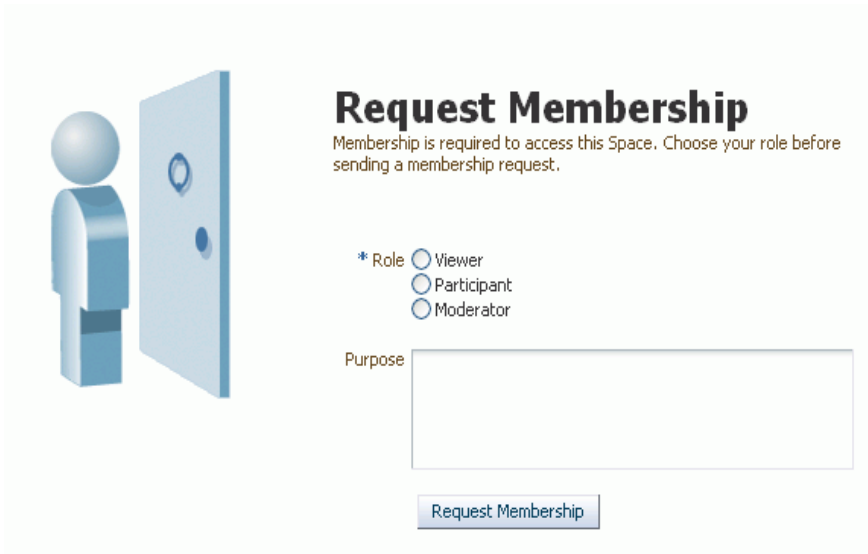 Request Membership
Membership is required to access this Space. Choose your role before
sending a membership request.
* Role Viewer
Participant
Moderator
Purpose
Request Membership